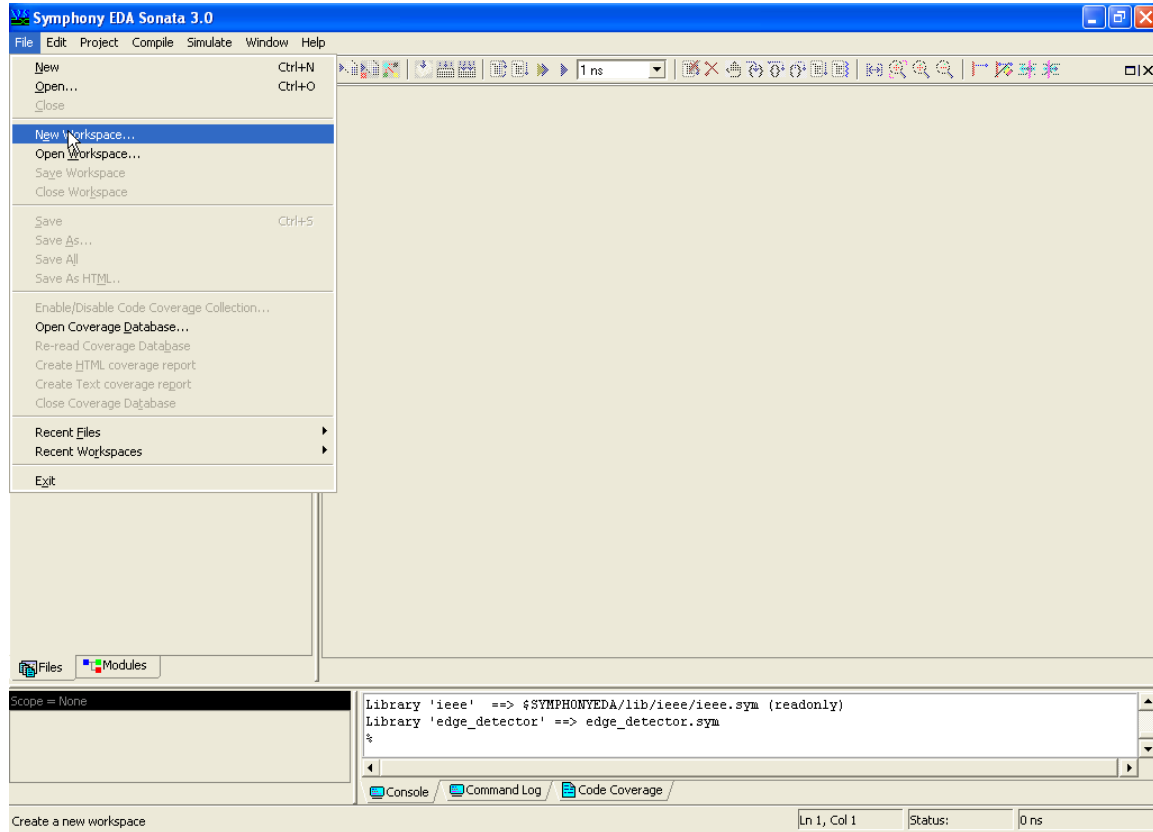 Symphony EDA Sonata 3.0
File Edit Project Compile Simulate Window Help
New Ctrl+N
Open... Ctrl+O
Close
New Workspace...
Open Workspace...
Save Workspace
Close Workspace
Save Ctrl+S
Save As...
Save All
Save As HTML..
Enable/Disable Code Coverage Collection...
Open Coverage Database...
Re-read Coverage Database
Create HTML coverage report
Create Text coverage report
Close Coverage Database
Recent Files
Recent Workspaces
Exit
1 ns
Files Modules
Scope = None
Library 'ieee' ==> $SYMPHONYEDA/lib/ieee/ieee.sym (readonly)
Library 'edge_detector' ==> edge_detector.sym
%
Console Command Log Code Coverage
Create a new workspace Ln 1, Col 1 Status: 0 ns